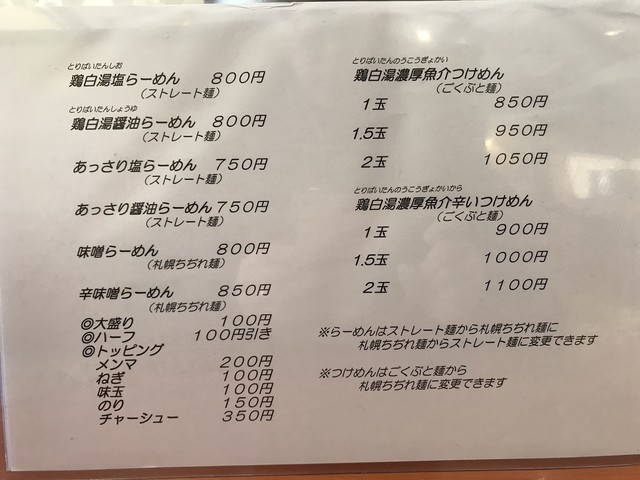 とりぱいたんしお
鶏白湯塩らーめん ８００円
（ストレート麺）
とりぱいたんしょうゆ
鶏白湯醤油らーめん ８００円
（ストレート麺）
あっさり塩らーめん ７５０円
（ストレート麺）
あっさり醤油らーめん ７５０円
（ストレート麺）
味噌らーめん ８００円
（札幌ちぢれ麺）
辛味噌らーめん ８５０円
（札幌ちぢれ麺）
◎大盛り １００円
◎ハーフ １００円引き
◎トッピング
メンマ ２００円
ねぎ １００円
味玉 １００円
のり １５０円
チャーシュー ３５０円
とりぱいたんのうこうぎょかい
鶏白湯濃厚魚介つけめん
（ごくぶと麺）
１玉 ８５０円
1.5玉 ９５０円
２玉 １０５０円
とりぱいたんのうこうぎょかいから
鶏白湯濃厚魚介辛いつけめん
（ごくぶと麺）
１玉 ９００円
1.5玉 １０００円
２玉 １１００円
※らーめんはストレート麺から札幌ちぢれ麺に
札幌ちぢれ麺からストレート麺に変更できます
※つけめんはごくぶと麺から
札幌ちぢれ麺に変更できます